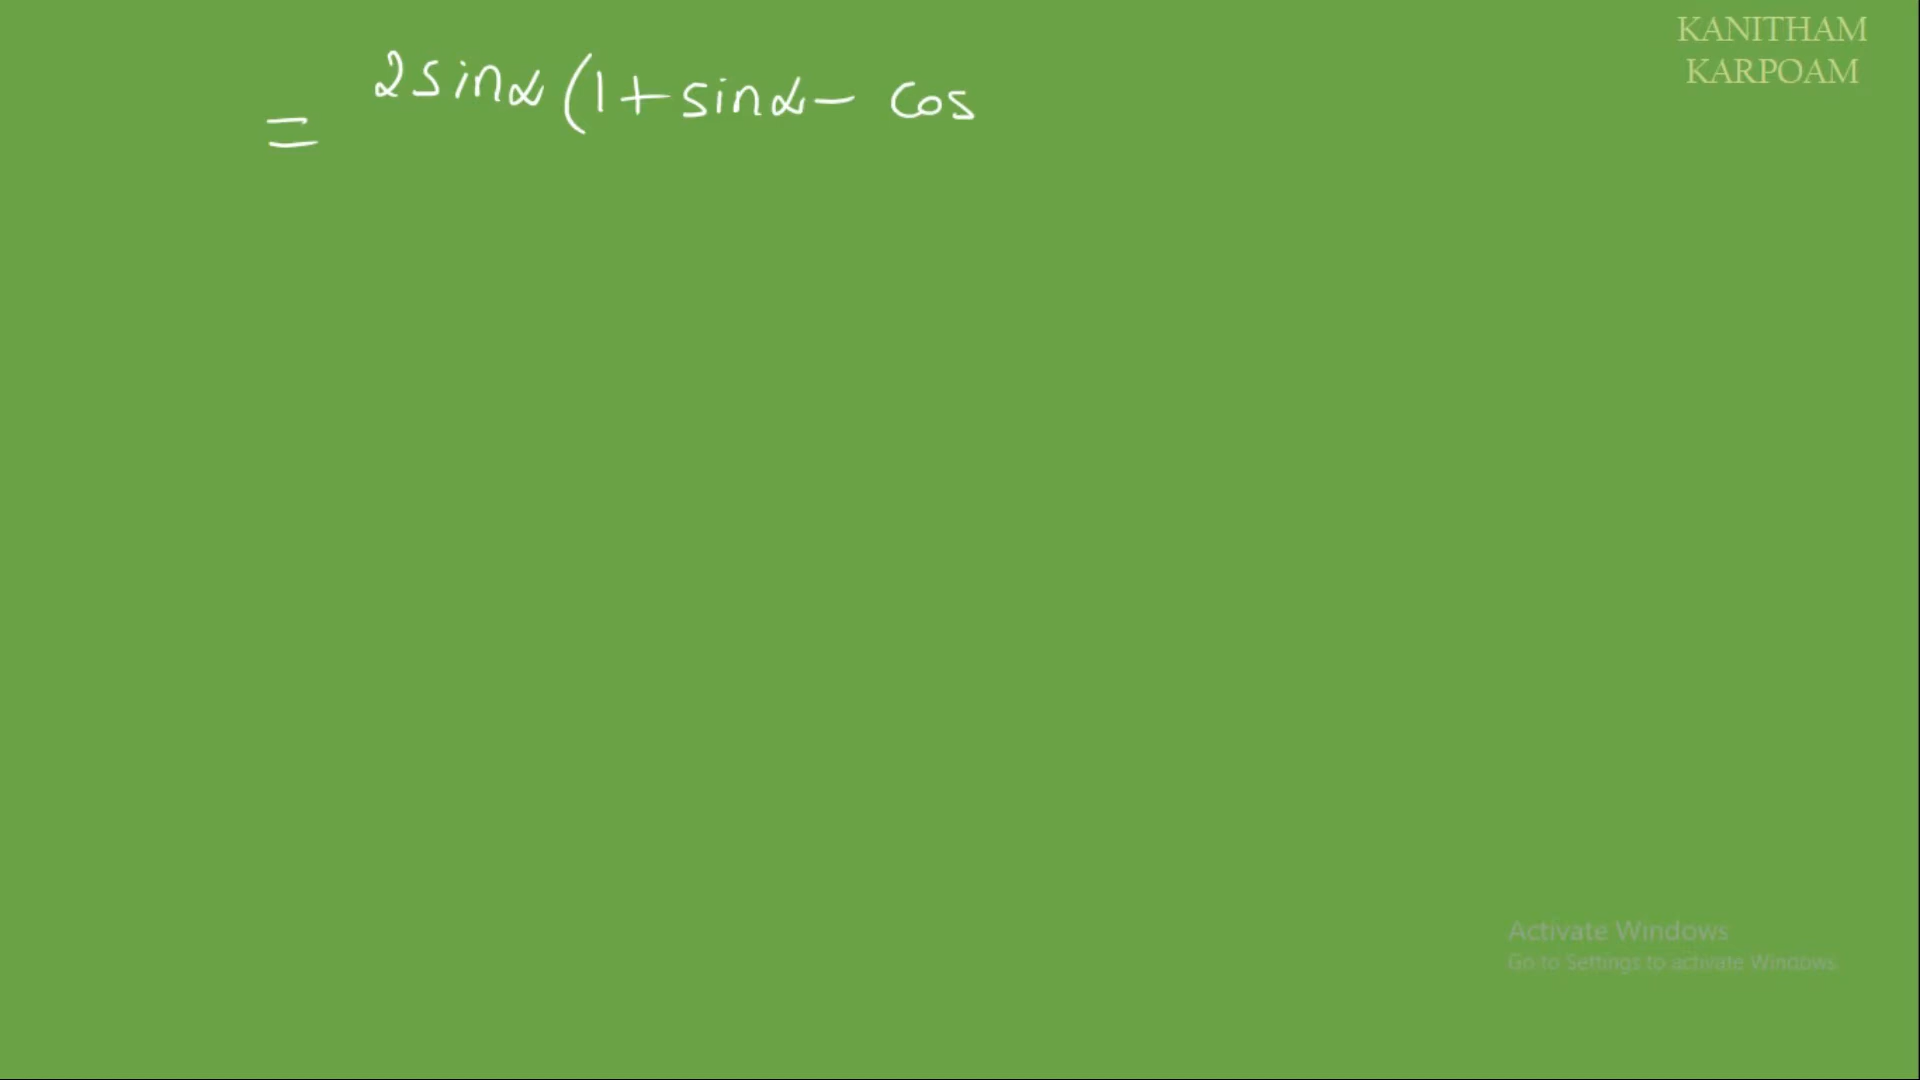 KANITHAM
KARPOAM
= 2sinα (1+sinα- cos
Activate Windows
Go to Settings to activate Windows.